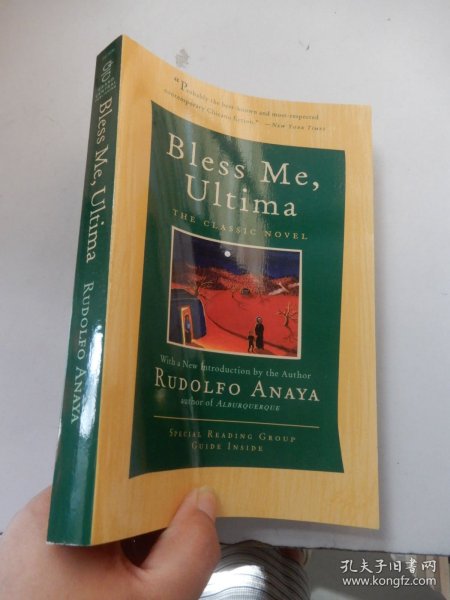 “Probably the best-known and most-respected
contemporary Chicano fiction.” —New York Times
Bless Me,
Ultima
THE CLASSIC NOVEL
With a New Introduction by the Author
RUDOLFO ANAYA
author of ALBURQUERQUE
SPECIAL READING GROUP
GUIDE INSIDE
Bless Me, Ultima
RUDOLFO ANAYA
孔夫子旧书网
www.kongfz.com